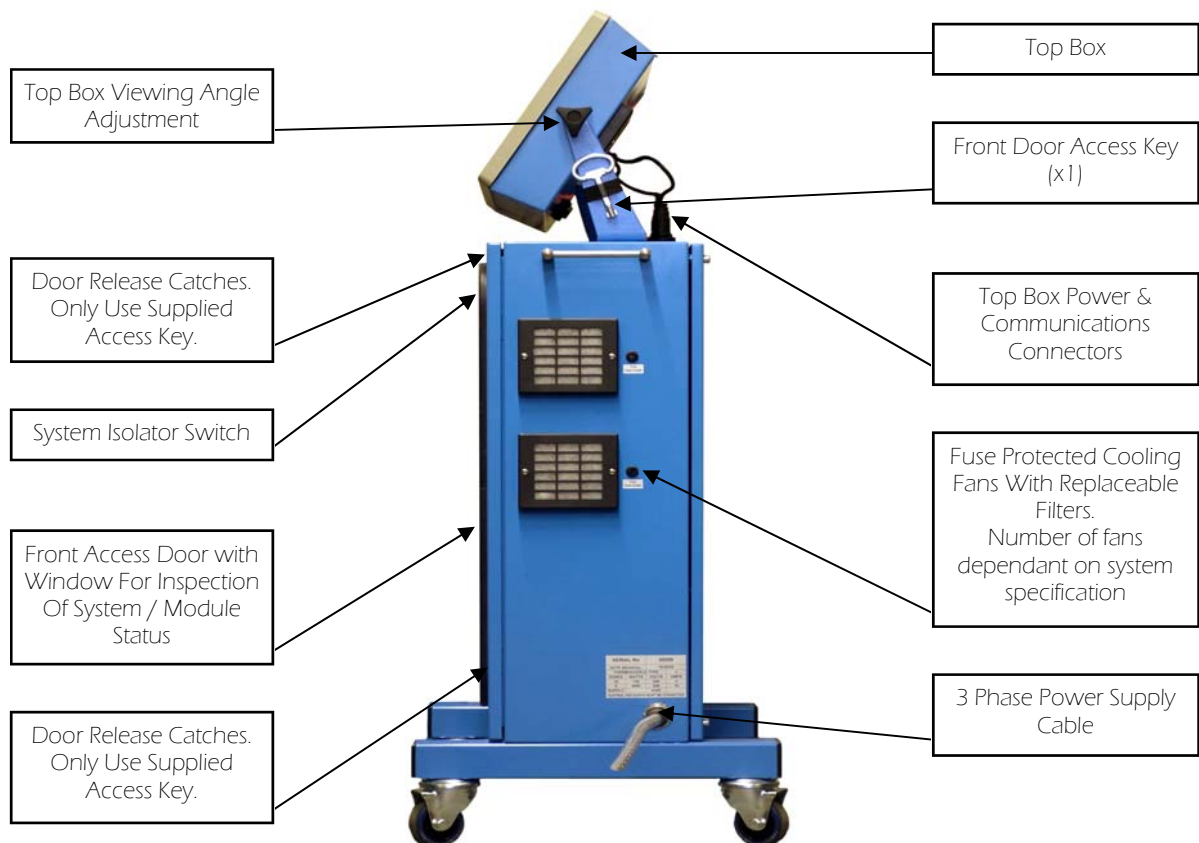 Top Box Viewing Angle
Adjustment
Door Release Catches.
Only Use Supplied
Access Key.
System Isolator Switch
Front Access Door with
Window For Inspection
Of System / Module
Status
Door Release Catches.
Only Use Supplied
Access Key.
Top Box
Front Door Access Key
(x1)
Top Box Power &
Communications
Connectors
Fuse Protected Cooling
Fans With Replaceable
Filters.
Number of fans
dependant on system
specification
3 Phase Power Supply
Cable
SERIAL No